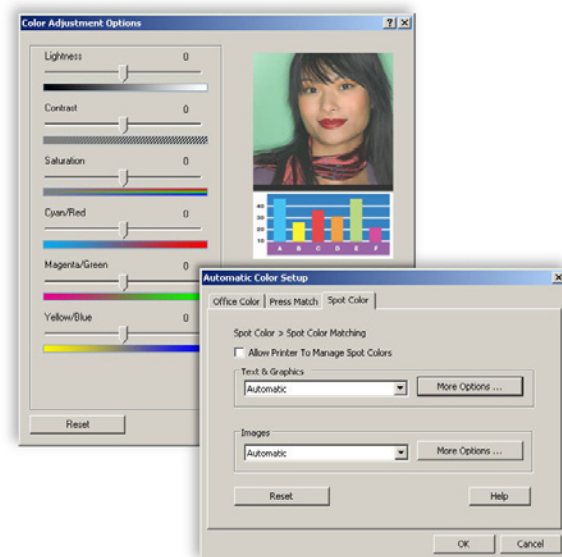 Color Adjustment Options
Lightness 0
Contrast 0
Saturation 0
Cyan/Red 0
Magenta/Green 0
Yellow/Blue 0
Reset
40
30
20
10
A B C D E F
Automatic Color Setup
Office Color Press Match Spot Color
Spot Color > Spot Color Matching
Allow Printer To Manage Spot Colors
Text & Graphics
Automatic More Options ...
Images
Automatic More Options ...
Reset Help
OK Cancel